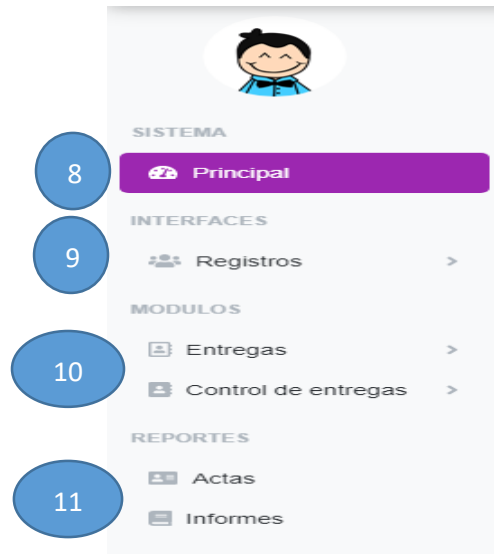 SISTEMA
8 Principal
INTERFACES
9 Registros
MODULOS
Entregas
10
Control de entregas
REPORTES
Actas
11
Informes